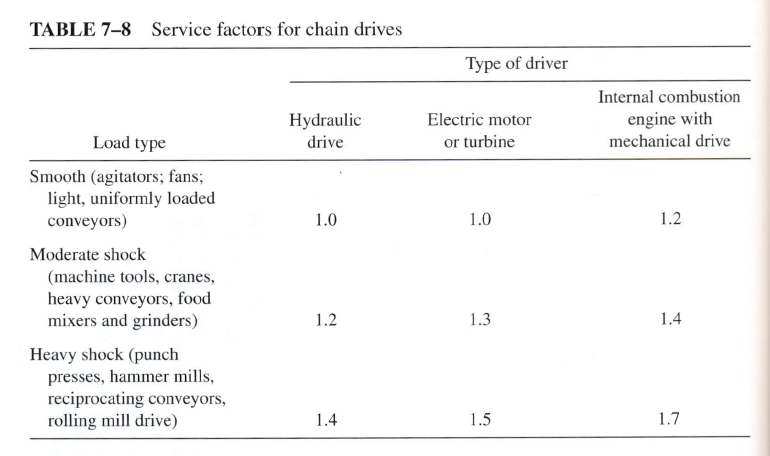 TABLE 7–8 Service factors for chain drives
Type of driver
Internal combustion
Hydraulic Electric motor engine with
Load type drive or turbine mechanical drive
Smooth (agitators; fans;
light, uniformly loaded
conveyors) 1.0 1.0 1.2
Moderate shock
(machine tools, cranes,
heavy conveyors, food
mixers and grinders) 1.2 1.3 1.4
Heavy shock (punch
presses, hammer mills,
reciprocating conveyors,
rolling mill drive) 1.4 1.5 1.7